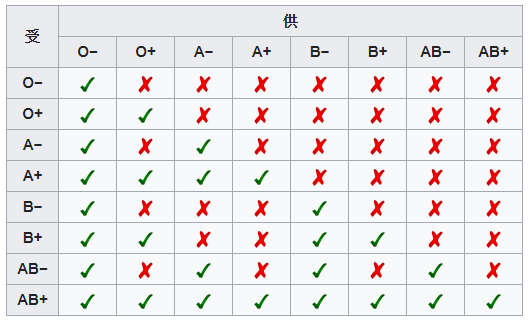 受 供
O− O+ A− A+ B− B+ AB− AB+
O− ✓ ✗ ✗ ✗ ✗ ✗ ✗ ✗
O+ ✓ ✓ ✗ ✗ ✗ ✗ ✗ ✗
A− ✓ ✗ ✓ ✗ ✗ ✗ ✗ ✗
A+ ✓ ✓ ✓ ✓ ✗ ✗ ✗ ✗
B− ✓ ✗ ✗ ✗ ✓ ✗ ✗ ✗
B+ ✓ ✓ ✗ ✗ ✓ ✓ ✗ ✗
AB− ✓ ✗ ✓ ✗ ✓ ✗ ✓ ✗
AB+ ✓ ✓ ✓ ✓ ✓ ✓ ✓ ✓